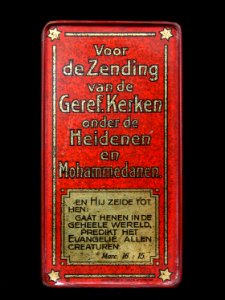 Voor
de Zending
van de
Geref. Kerken
onder de
Heidenen
en
Mohammedanen.
EN HIJ ZEIDE TOT
HEN:
GAAT HENEN IN DE
GEHEELE WERELD,
PREDIKT HET
EVANGELIE ALLEN
CREATUREN.
Marc. 16 : 15